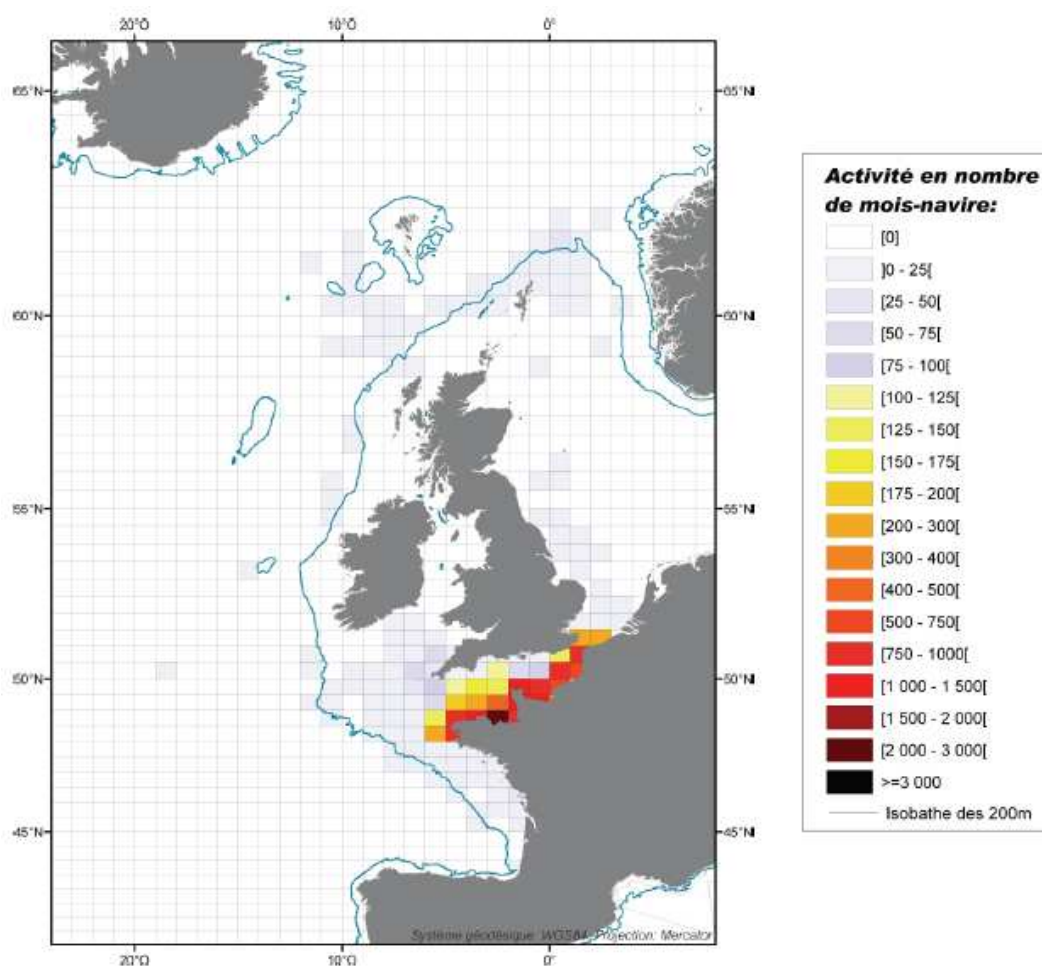 20°O 10°O 0°
65°N 65°N
60°N 60°N
55°N 55°N
50°N 50°N
45°N 45°N
Système géodésique: WGS84, Projection: Mercator
20°O 10°O 0°
Activité en nombre
de mois-navire:
[0]
]0 - 25[
[25 - 50[
[50 - 75[
[75 - 100[
[100 - 125[
[125 - 150[
[150 - 175[
[175 - 200[
[200 - 300[
[300 - 400[
[400 - 500[
[500 - 750[
[750 - 1000[
[1 000 - 1 500[
[1 500 - 2 000[
[2 000 - 3 000[
>=3 000
Isobathe des 200m